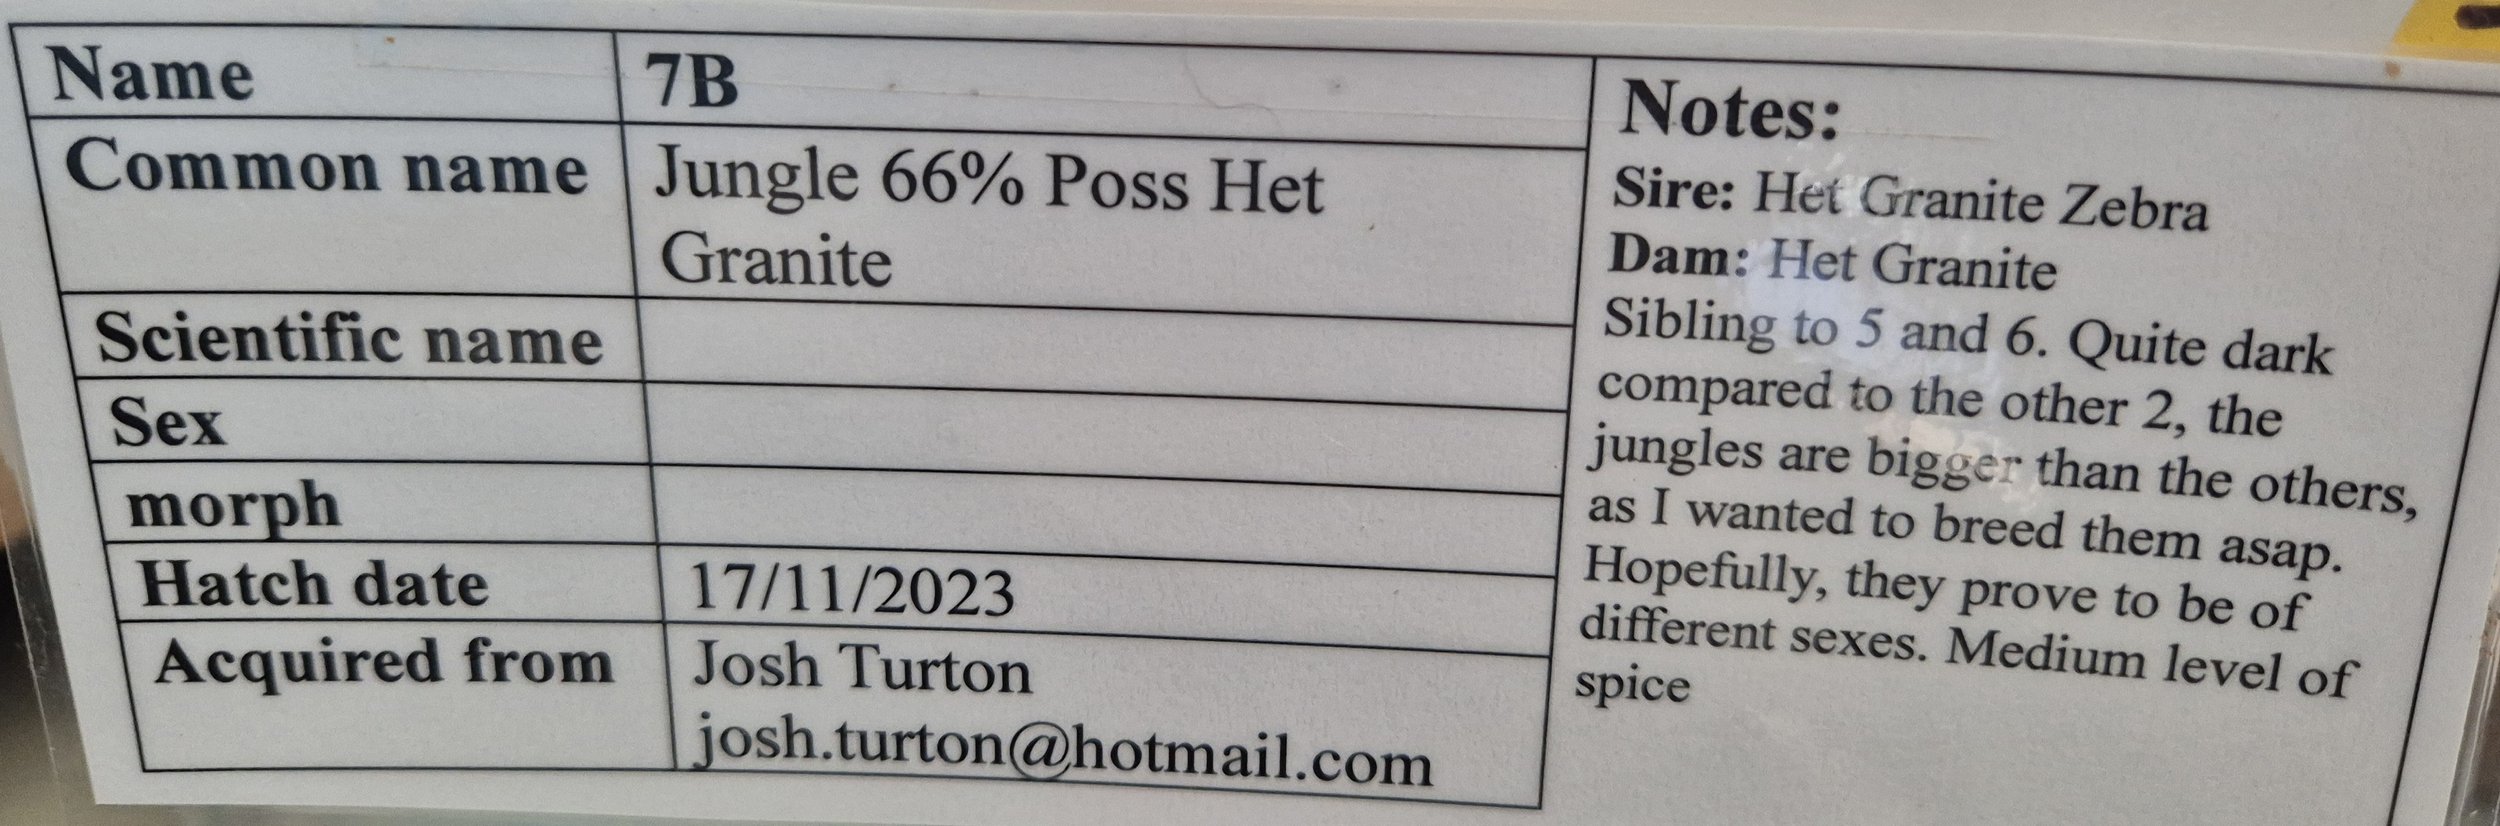 Name
7B
Common name
Jungle 66% Poss Het
Granite
Scientific name
Sex
morph
Hatch date
17/11/2023
Acquired from
Josh Turton
josh.turton@hotmail.com
Notes:
Sire: Het Granite Zebra
Dam: Het Granite
Sibling to 5 and 6. Quite dark
compared to the other 2, the
jungles are bigger than the others,
as I wanted to breed them asap.
Hopefully, they prove to be of
different sexes. Medium level of
spice